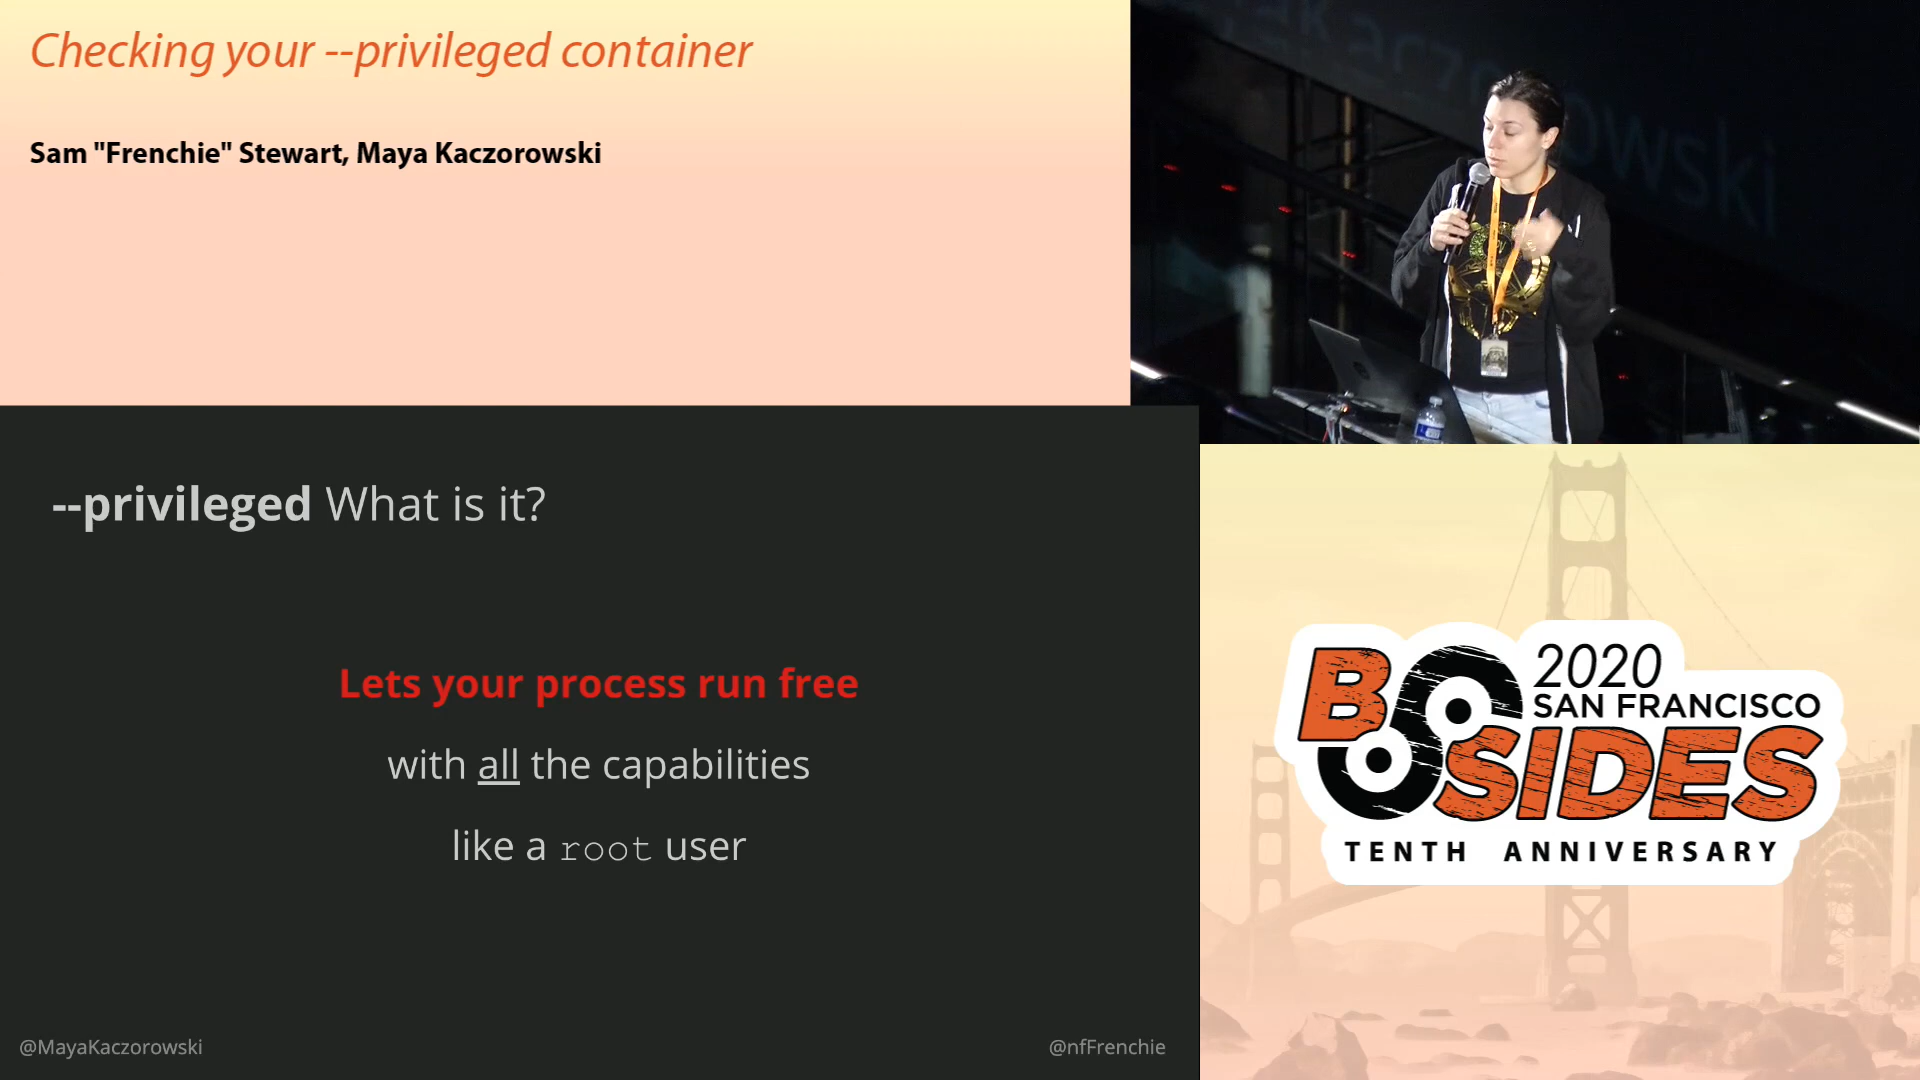 Checking your --privileged container
Sam "Frenchie" Stewart, Maya Kaczorowski
--privileged What is it?
Lets your process run free
with all the capabilities
like a root user
@MayaKaczorowski
@nfFrenchie
BSIDES
2020
SAN FRANCISCO
TENTH ANNIVERSARY